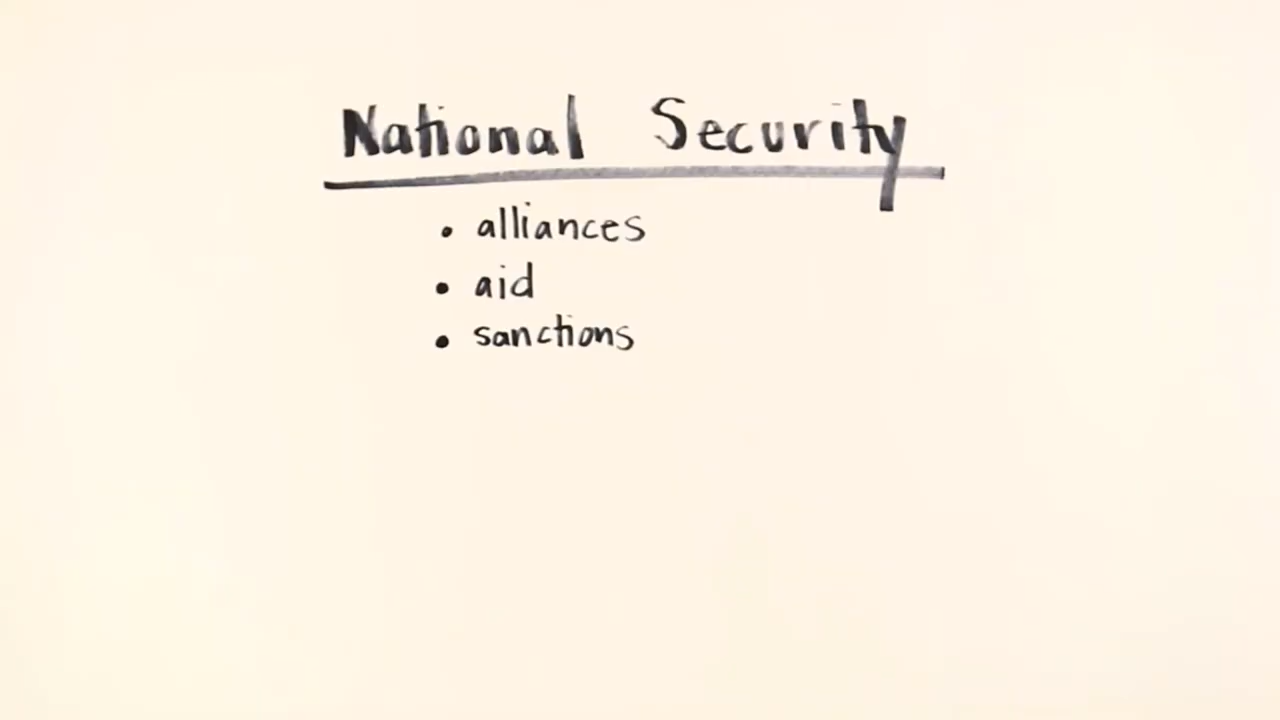 National Security
• alliances
• aid
• sanctions